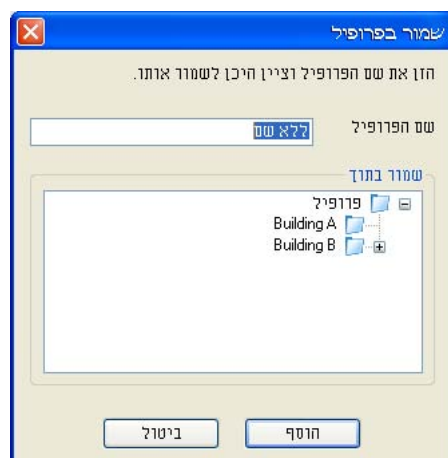 שמור בפרופיל
הזן את שם הפרופיל וציין היכן לשמור אותו.
שם הפרופיל
ללא שם
שמור בתוך
פרופיל
Building A
Building B
הוסף
ביטול